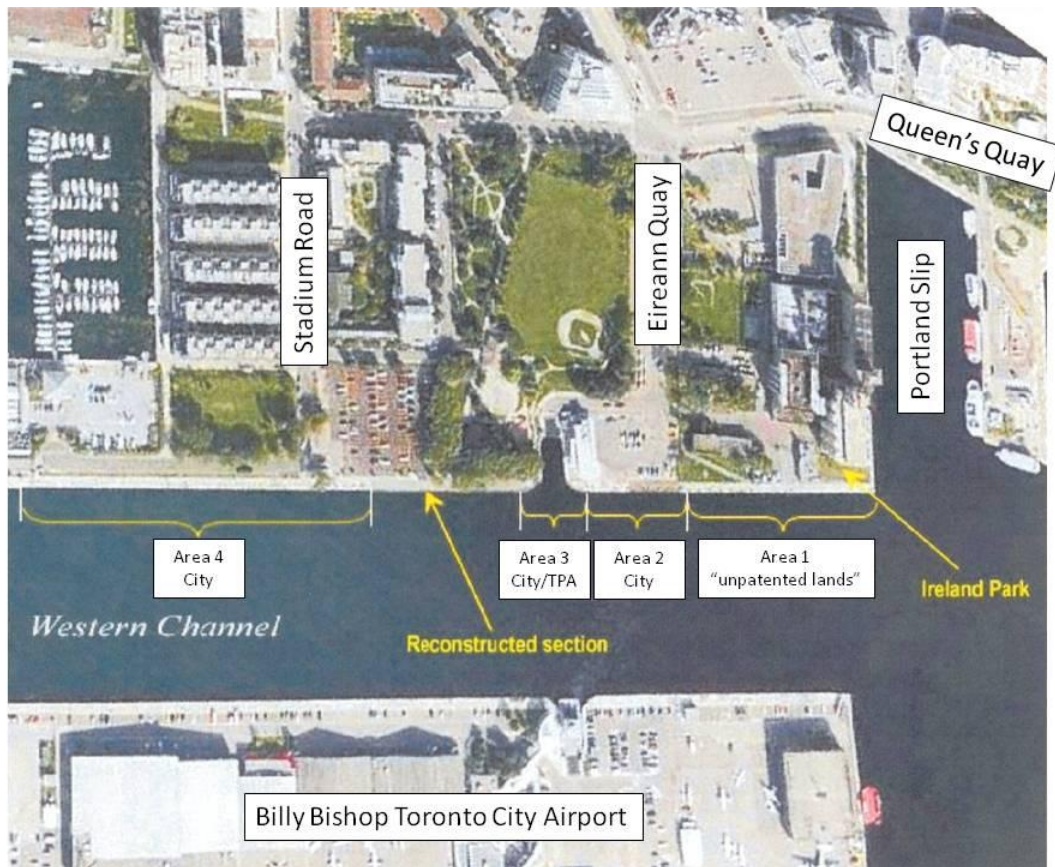 Queen's Quay
Stadium Road
Eireann Quay
Portland Slip
Area 4
City
Area 3
City/TPA
Area 2
City
Area 1
"unpatented lands"
Ireland Park
Western Channel
Reconstructed section
Billy Bishop Toronto City Airport